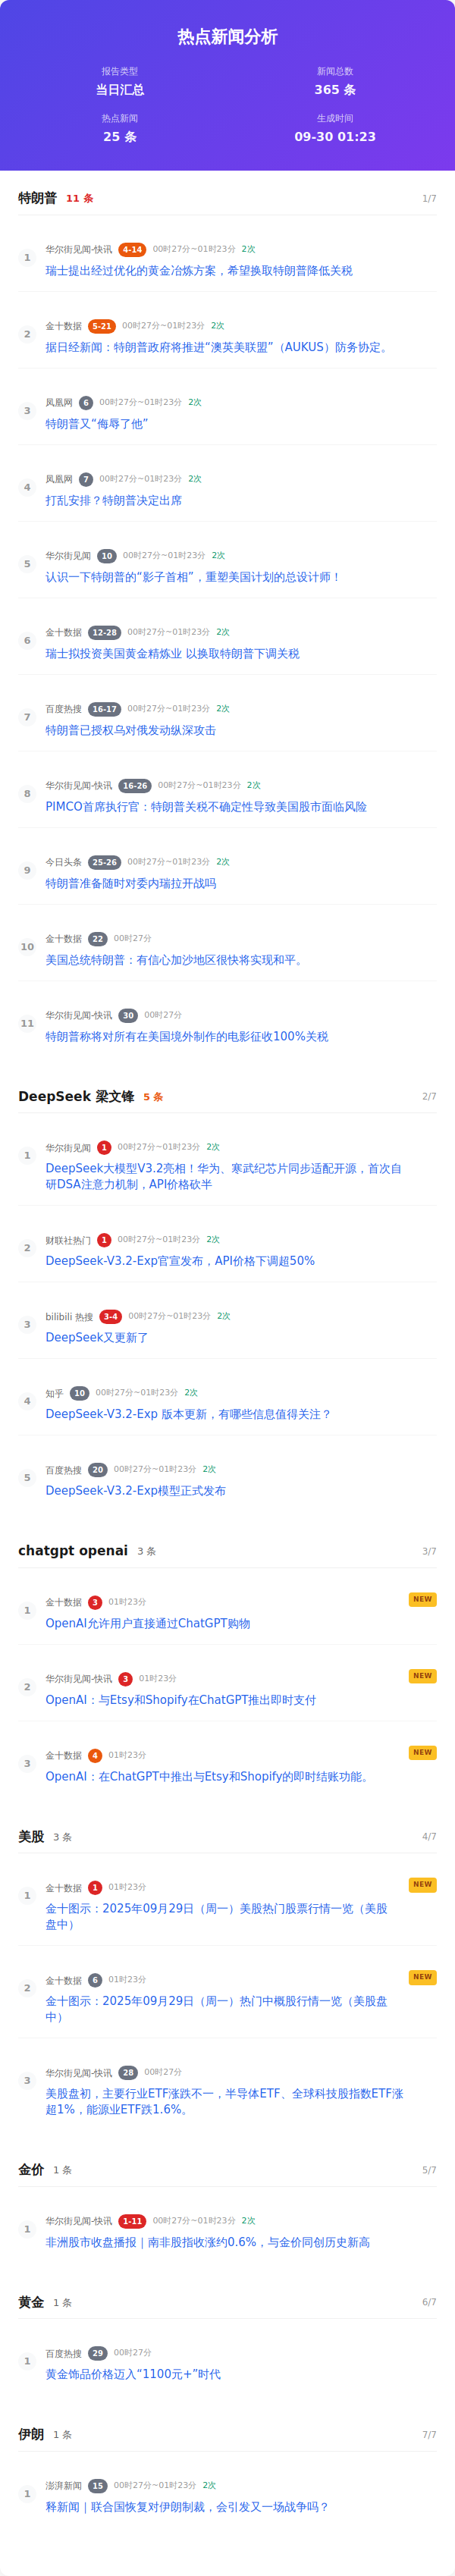 热点新闻分析
报告类型
新闻总数
当日汇总
365 条
热点新闻
生成时间
25 条
09-30 01:23
特朗普 11 条 1/7
1 华尔街见闻-快讯 4-14 00时27分~01时23分 2次
瑞士提出经过优化的黄金冶炼方案，希望换取特朗普降低关税
2 金十数据 5-21 00时27分~01时23分 2次
据日经新闻：特朗普政府将推进“澳英美联盟”（AUKUS）防务协定。
3 凤凰网 6 00时27分~01时23分 2次
特朗普又“侮辱了他”
4 凤凰网 7 00时27分~01时23分 2次
打乱安排？特朗普决定出席
5 华尔街见闻 10 00时27分~01时23分 2次
认识一下特朗普的“影子首相”，重塑美国计划的总设计师！
6 金十数据 12-28 00时27分~01时23分 2次
瑞士拟投资美国黄金精炼业 以换取特朗普下调关税
7 百度热搜 16-17 00时27分~01时23分 2次
特朗普已授权乌对俄发动纵深攻击
8 华尔街见闻-快讯 16-26 00时27分~01时23分 2次
PIMCO首席执行官：特朗普关税不确定性导致美国股市面临风险
9 今日头条 25-26 00时27分~01时23分 2次
特朗普准备随时对委内瑞拉开战吗
10 金十数据 22 00时27分
美国总统特朗普：有信心加沙地区很快将实现和平。
11 华尔街见闻-快讯 30 00时27分
特朗普称将对所有在美国境外制作的电影征收100%关税
DeepSeek 梁文锋 5 条 2/7
1 华尔街见闻 1 00时27分~01时23分 2次
DeepSeek大模型V3.2亮相！华为、寒武纪芯片同步适配开源，首次自
研DSA注意力机制，API价格砍半
2 财联社热门 1 00时27分~01时23分 2次
DeepSeek-V3.2-Exp官宣发布，API价格下调超50%
3 bilibili 热搜 3-4 00时27分~01时23分 2次
DeepSeek又更新了
4 知乎 10 00时27分~01时23分 2次
DeepSeek-V3.2-Exp 版本更新，有哪些信息值得关注？
5 百度热搜 20 00时27分~01时23分 2次
DeepSeek-V3.2-Exp模型正式发布
chatgpt openai 3 条 3/7
1 金十数据 3 01时23分 NEW
OpenAI允许用户直接通过ChatGPT购物
2 华尔街见闻-快讯 3 01时23分 NEW
OpenAI：与Etsy和Shopify在ChatGPT推出即时支付
3 金十数据 4 01时23分 NEW
OpenAI：在ChatGPT中推出与Etsy和Shopify的即时结账功能。
美股 3 条 4/7
1 金十数据 1 01时23分 NEW
金十图示：2025年09月29日（周一）美股热门股票行情一览（美股
盘中）
2 金十数据 6 01时23分 NEW
金十图示：2025年09月29日（周一）热门中概股行情一览（美股盘
中）
3 华尔街见闻-快讯 28 00时27分
美股盘初，主要行业ETF涨跌不一，半导体ETF、全球科技股指数ETF涨
超1%，能源业ETF跌1.6%。
金价 1 条 5/7
1 华尔街见闻-快讯 1-11 00时27分~01时23分 2次
非洲股市收盘播报｜南非股指收涨约0.6%，与金价同创历史新高
黄金 1 条 6/7
1 百度热搜 29 00时27分
黄金饰品价格迈入“1100元+”时代
伊朗 1 条 7/7
1 澎湃新闻 15 00时27分~01时23分 2次
释新闻｜联合国恢复对伊朗制裁，会引发又一场战争吗？